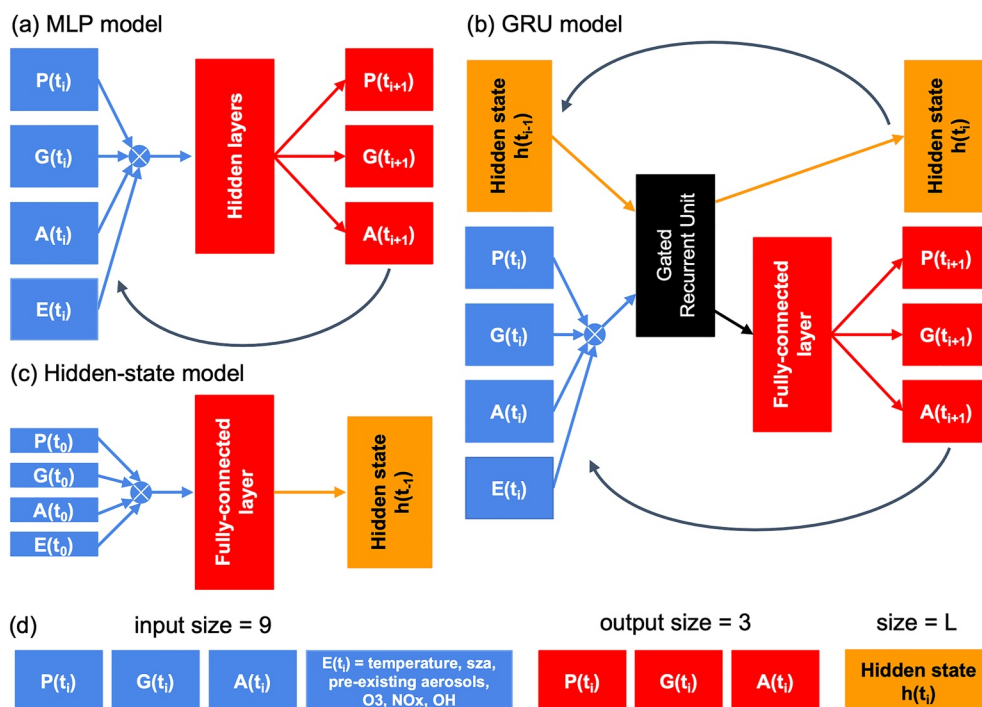 (a) MLP model
P(ti)
G(ti)
A(ti)
E(ti)
Hidden layers
P(ti+1)
G(ti+1)
A(ti+1)
(b) GRU model
Hidden state
h(ti-1)
Hidden state
h(ti)
Gated
Recurrent Unit
P(ti)
G(ti)
A(ti)
E(ti)
Fully-connected
layer
P(ti+1)
G(ti+1)
A(ti+1)
(c) Hidden-state model
P(t0)
G(t0)
A(t0)
E(t0)
Fully-connected
layer
Hidden state
h(t-1)
(d)
input size = 9
P(ti)
G(ti)
A(ti)
E(ti) = temperature, sza,
pre-existing aerosols,
O3, NOx, OH
output size = 3
P(ti)
G(ti)
A(ti)
size = L
Hidden state
h(ti)